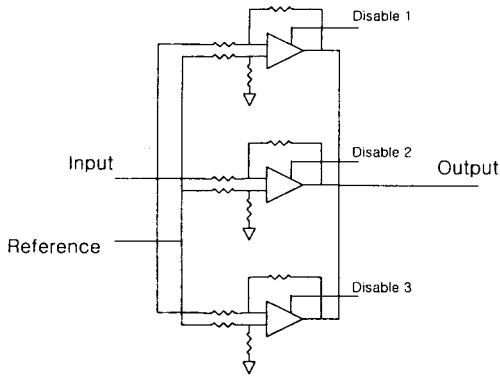 Disable 1
Disable 2
Input
Output
Reference
Disable 3